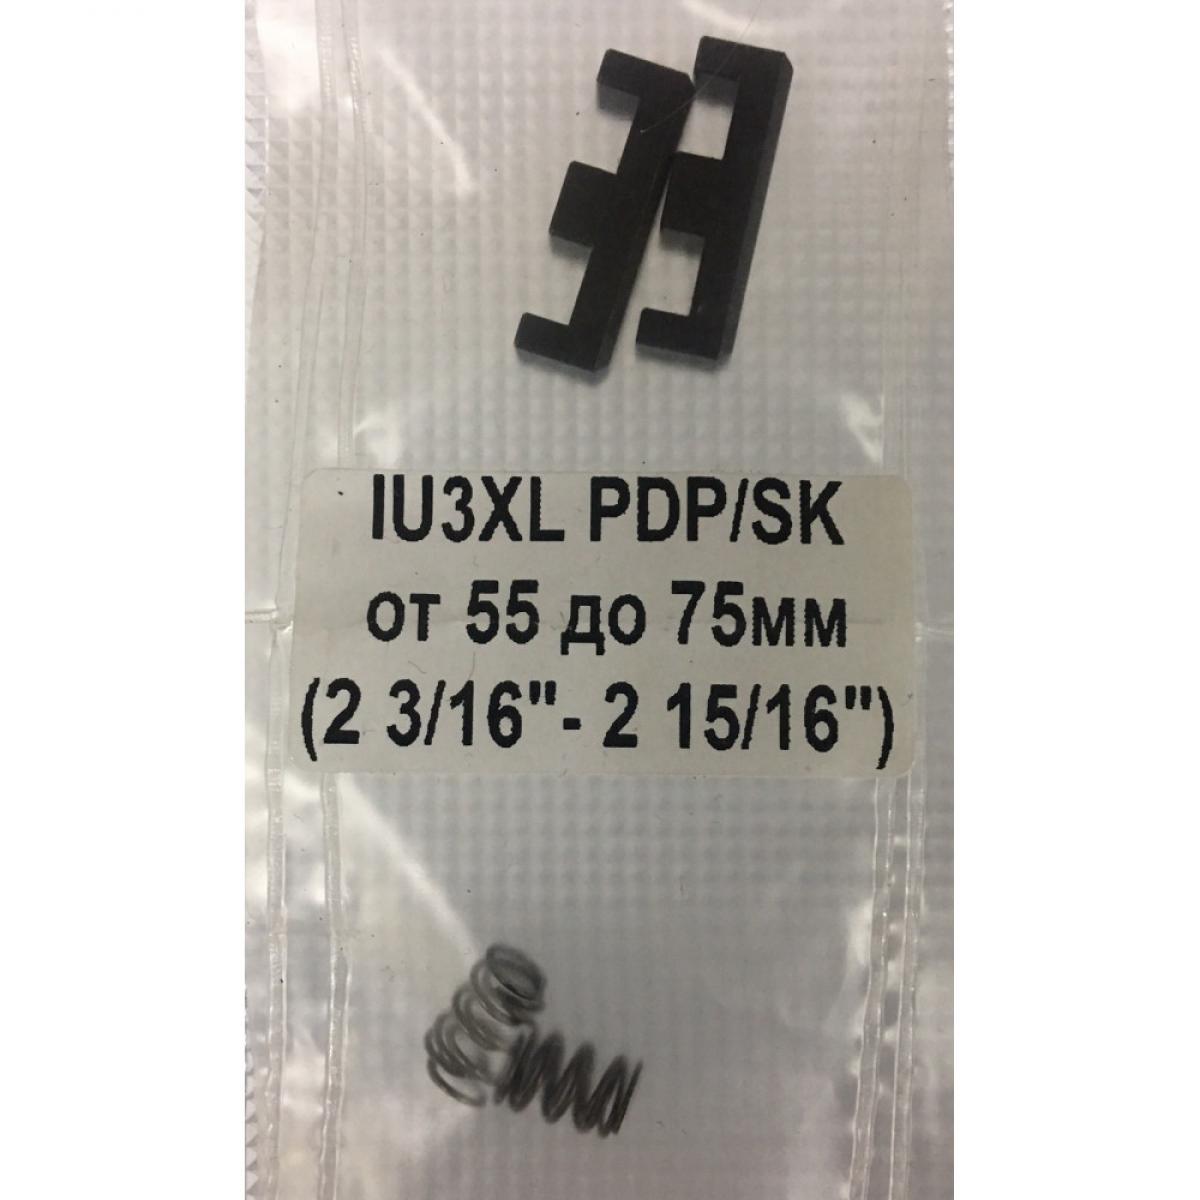 IU3XL PDP/SK
от 55 до 75мм
(2 3/16"- 2 15/16")